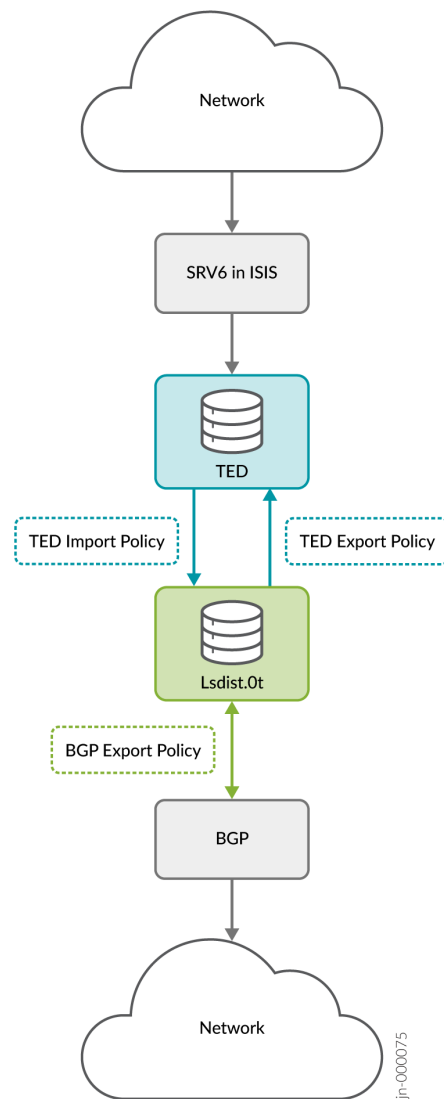 Network
SRV6 in ISIS
TED
TED Import Policy
TED Export Policy
Lsdist.0t
BGP Export Policy
BGP
Network
jn-000075